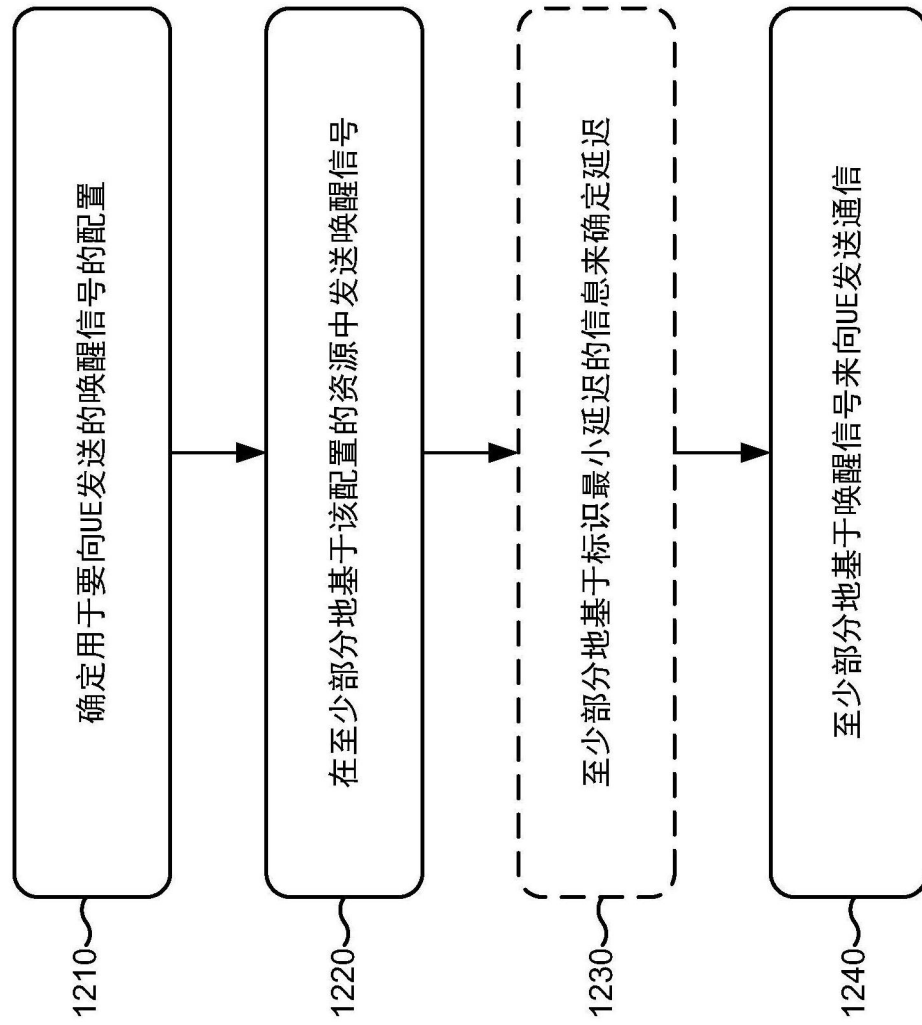 1210
确定用于要向UE发送的唤醒信号的配置
1220
在至少部分地基于该配置的资源中发送唤醒信号
1230
至少部分地基于标识最小延迟的信息来确定延迟
1240
至少部分地基于唤醒信号来向UE发送通信